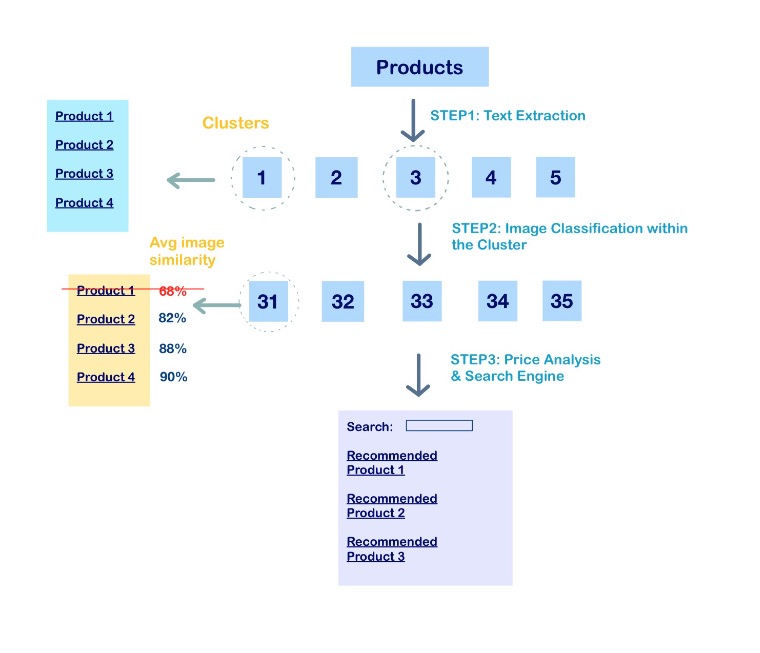 Products
STEP1: Text Extraction
Product 1
Product 2
Product 3
Product 4
Clusters
1
2
3
4
5
STEP2: Image Classification within
the Cluster
Avg image
similarity
Product 1 68%
Product 2 82%
Product 3 88%
Product 4 90%
31
32
33
34
35
STEP3: Price Analysis
& Search Engine
Search:
Recommended
Product 1
Recommended
Product 2
Recommended
Product 3